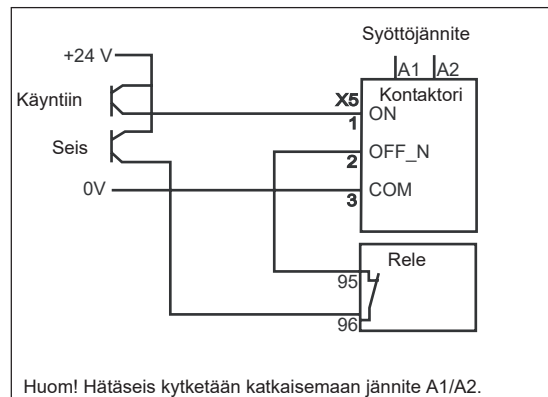 Syöttöjännite
+24 V
A1 A2
Käyntiin
X5 Kontaktori
1 ON
Seis
2 OFF_N
0V
3 COM
Rele
95
96
Huom! Hätäseis kytketään katkaisemaan jännite A1/A2.